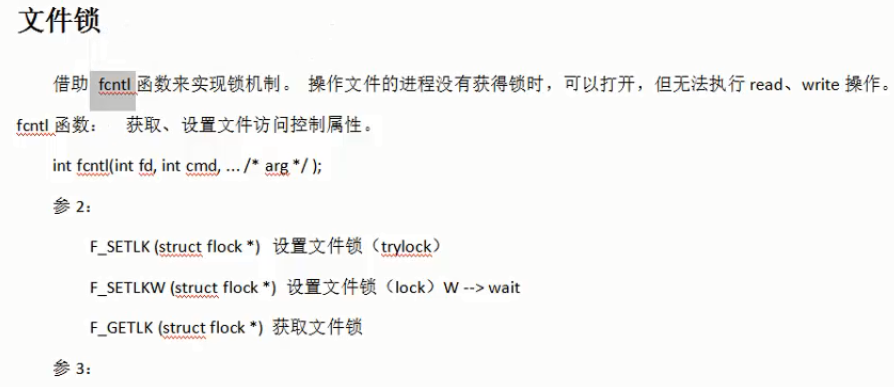 文件锁
借助 fcntl 函数来实现锁机制。 操作文件的进程没有获得锁时，可以打开，但无法执行 read、write 操作。
fcntl 函数： 获取、设置文件访问控制属性。
int fcntl(int fd, int cmd, ... /* arg */ );
参 2：
F_SETLK (struct flock *) 设置文件锁（trylock）
F_SETLKW (struct flock *) 设置文件锁（lock）W --> wait
F_GETLK (struct flock *) 获取文件锁
参 3：